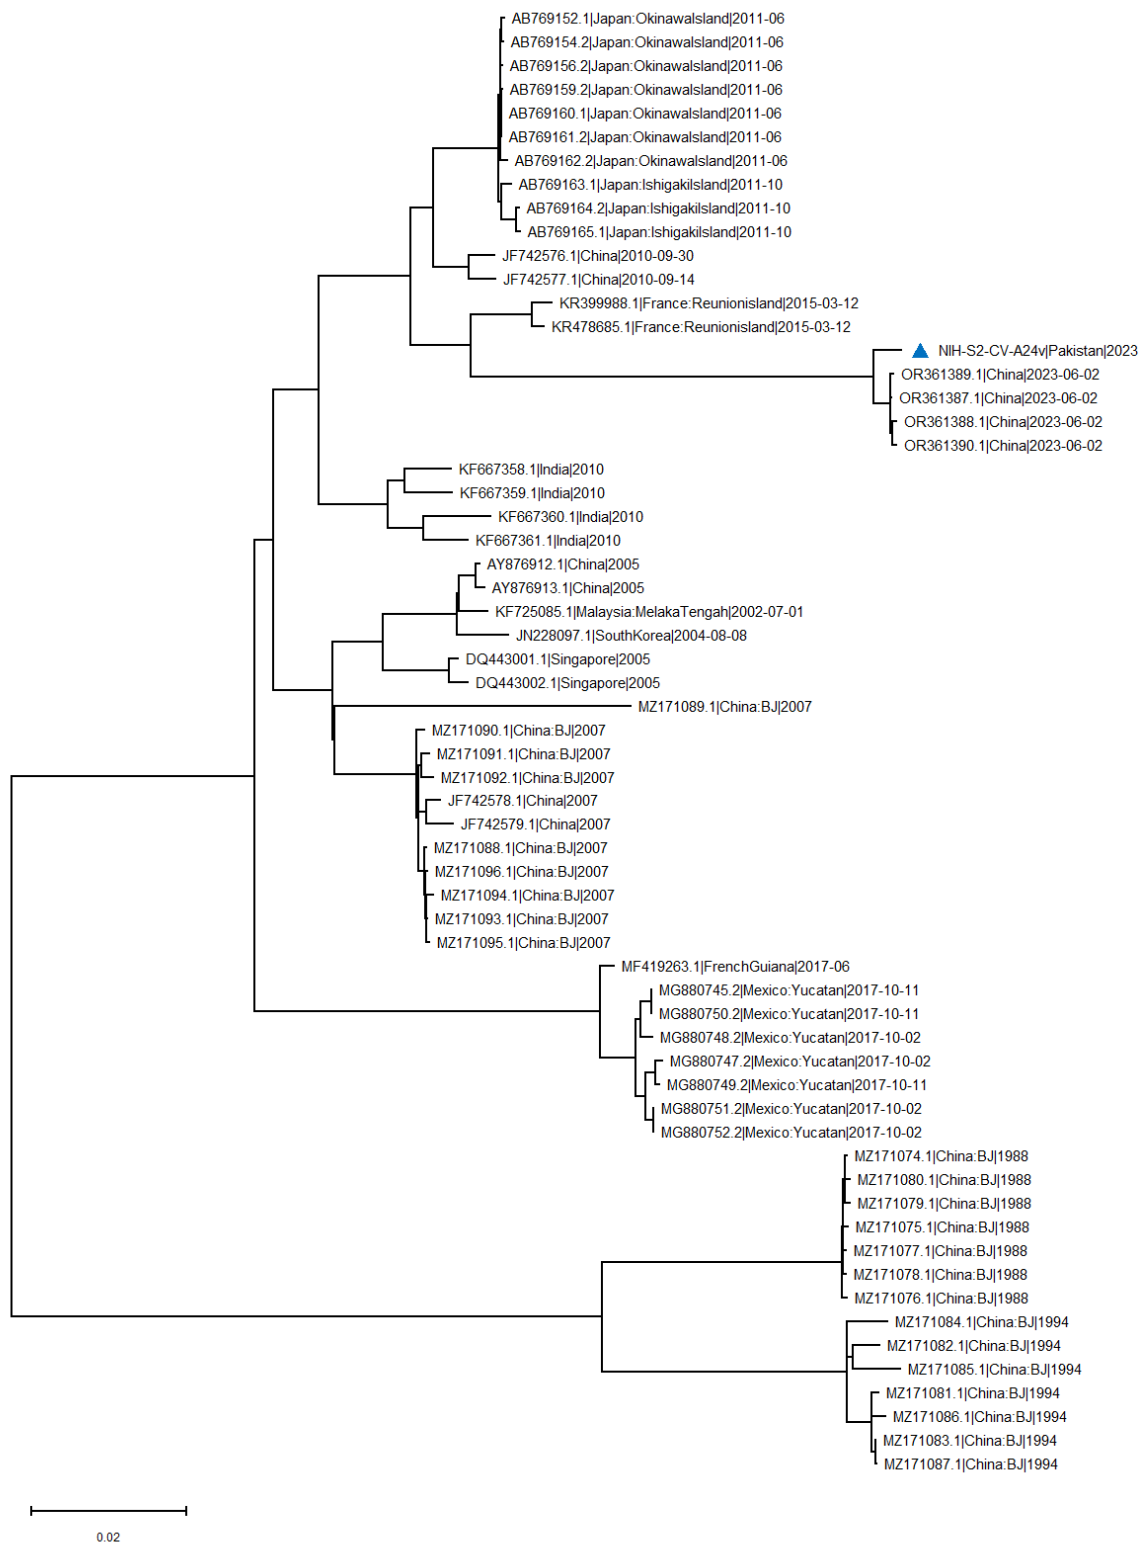 AB769152.1|Japan:OkinawaIsland|2011-06
AB769154.2|Japan:OkinawaIsland|2011-06
AB769156.2|Japan:OkinawaIsland|2011-06
AB769159.2|Japan:OkinawaIsland|2011-06
AB769160.1|Japan:OkinawaIsland|2011-06
AB769161.2|Japan:OkinawaIsland|2011-06
AB769162.2|Japan:OkinawaIsland|2011-06
AB769163.1|Japan:IshigakiIsland|2011-10
AB769164.2|Japan:IshigakiIsland|2011-10
AB769165.1|Japan:IshigakiIsland|2011-10
JF742576.1|China|2010-09-30
JF742577.1|China|2010-09-14
KR399988.1|France:Reunionisland|2015-03-12
KR478685.1|France:Reunionisland|2015-03-12
NIH-S2-CV-A24v|Pakistan|2023
OR361389.1|China|2023-06-02
OR361387.1|China|2023-06-02
OR361388.1|China|2023-06-02
OR361390.1|China|2023-06-02
KF667358.1|India|2010
KF667359.1|India|2010
KF667360.1|India|2010
KF667361.1|India|2010
AY876912.1|China|2005
AY876913.1|China|2005
KF725085.1|Malaysia:MelakaTengah|2002-07-01
JN228097.1|SouthKorea|2004-08-08
DQ443001.1|Singapore|2005
DQ443002.1|Singapore|2005
MZ171089.1|China:BJ|2007
MZ171090.1|China:BJ|2007
MZ171091.1|China:BJ|2007
MZ171092.1|China:BJ|2007
JF742578.1|China|2007
JF742579.1|China|2007
MZ171088.1|China:BJ|2007
MZ171096.1|China:BJ|2007
MZ171094.1|China:BJ|2007
MZ171093.1|China:BJ|2007
MZ171095.1|China:BJ|2007
MF419263.1|FrenchGuiana|2017-06
MG880745.2|Mexico:Yucatan|2017-10-11
MG880750.2|Mexico:Yucatan|2017-10-11
MG880748.2|Mexico:Yucatan|2017-10-02
MG880747.2|Mexico:Yucatan|2017-10-02
MG880749.2|Mexico:Yucatan|2017-10-11
MG880751.2|Mexico:Yucatan|2017-10-02
MG880752.2|Mexico:Yucatan|2017-10-02
MZ171074.1|China:BJ|1988
MZ171080.1|China:BJ|1988
MZ171079.1|China:BJ|1988
MZ171075.1|China:BJ|1988
MZ171077.1|China:BJ|1988
MZ171078.1|China:BJ|1988
MZ171076.1|China:BJ|1988
MZ171084.1|China:BJ|1994
MZ171082.1|China:BJ|1994
MZ171085.1|China:BJ|1994
MZ171081.1|China:BJ|1994
MZ171086.1|China:BJ|1994
MZ171083.1|China:BJ|1994
MZ171087.1|China:BJ|1994
0.02